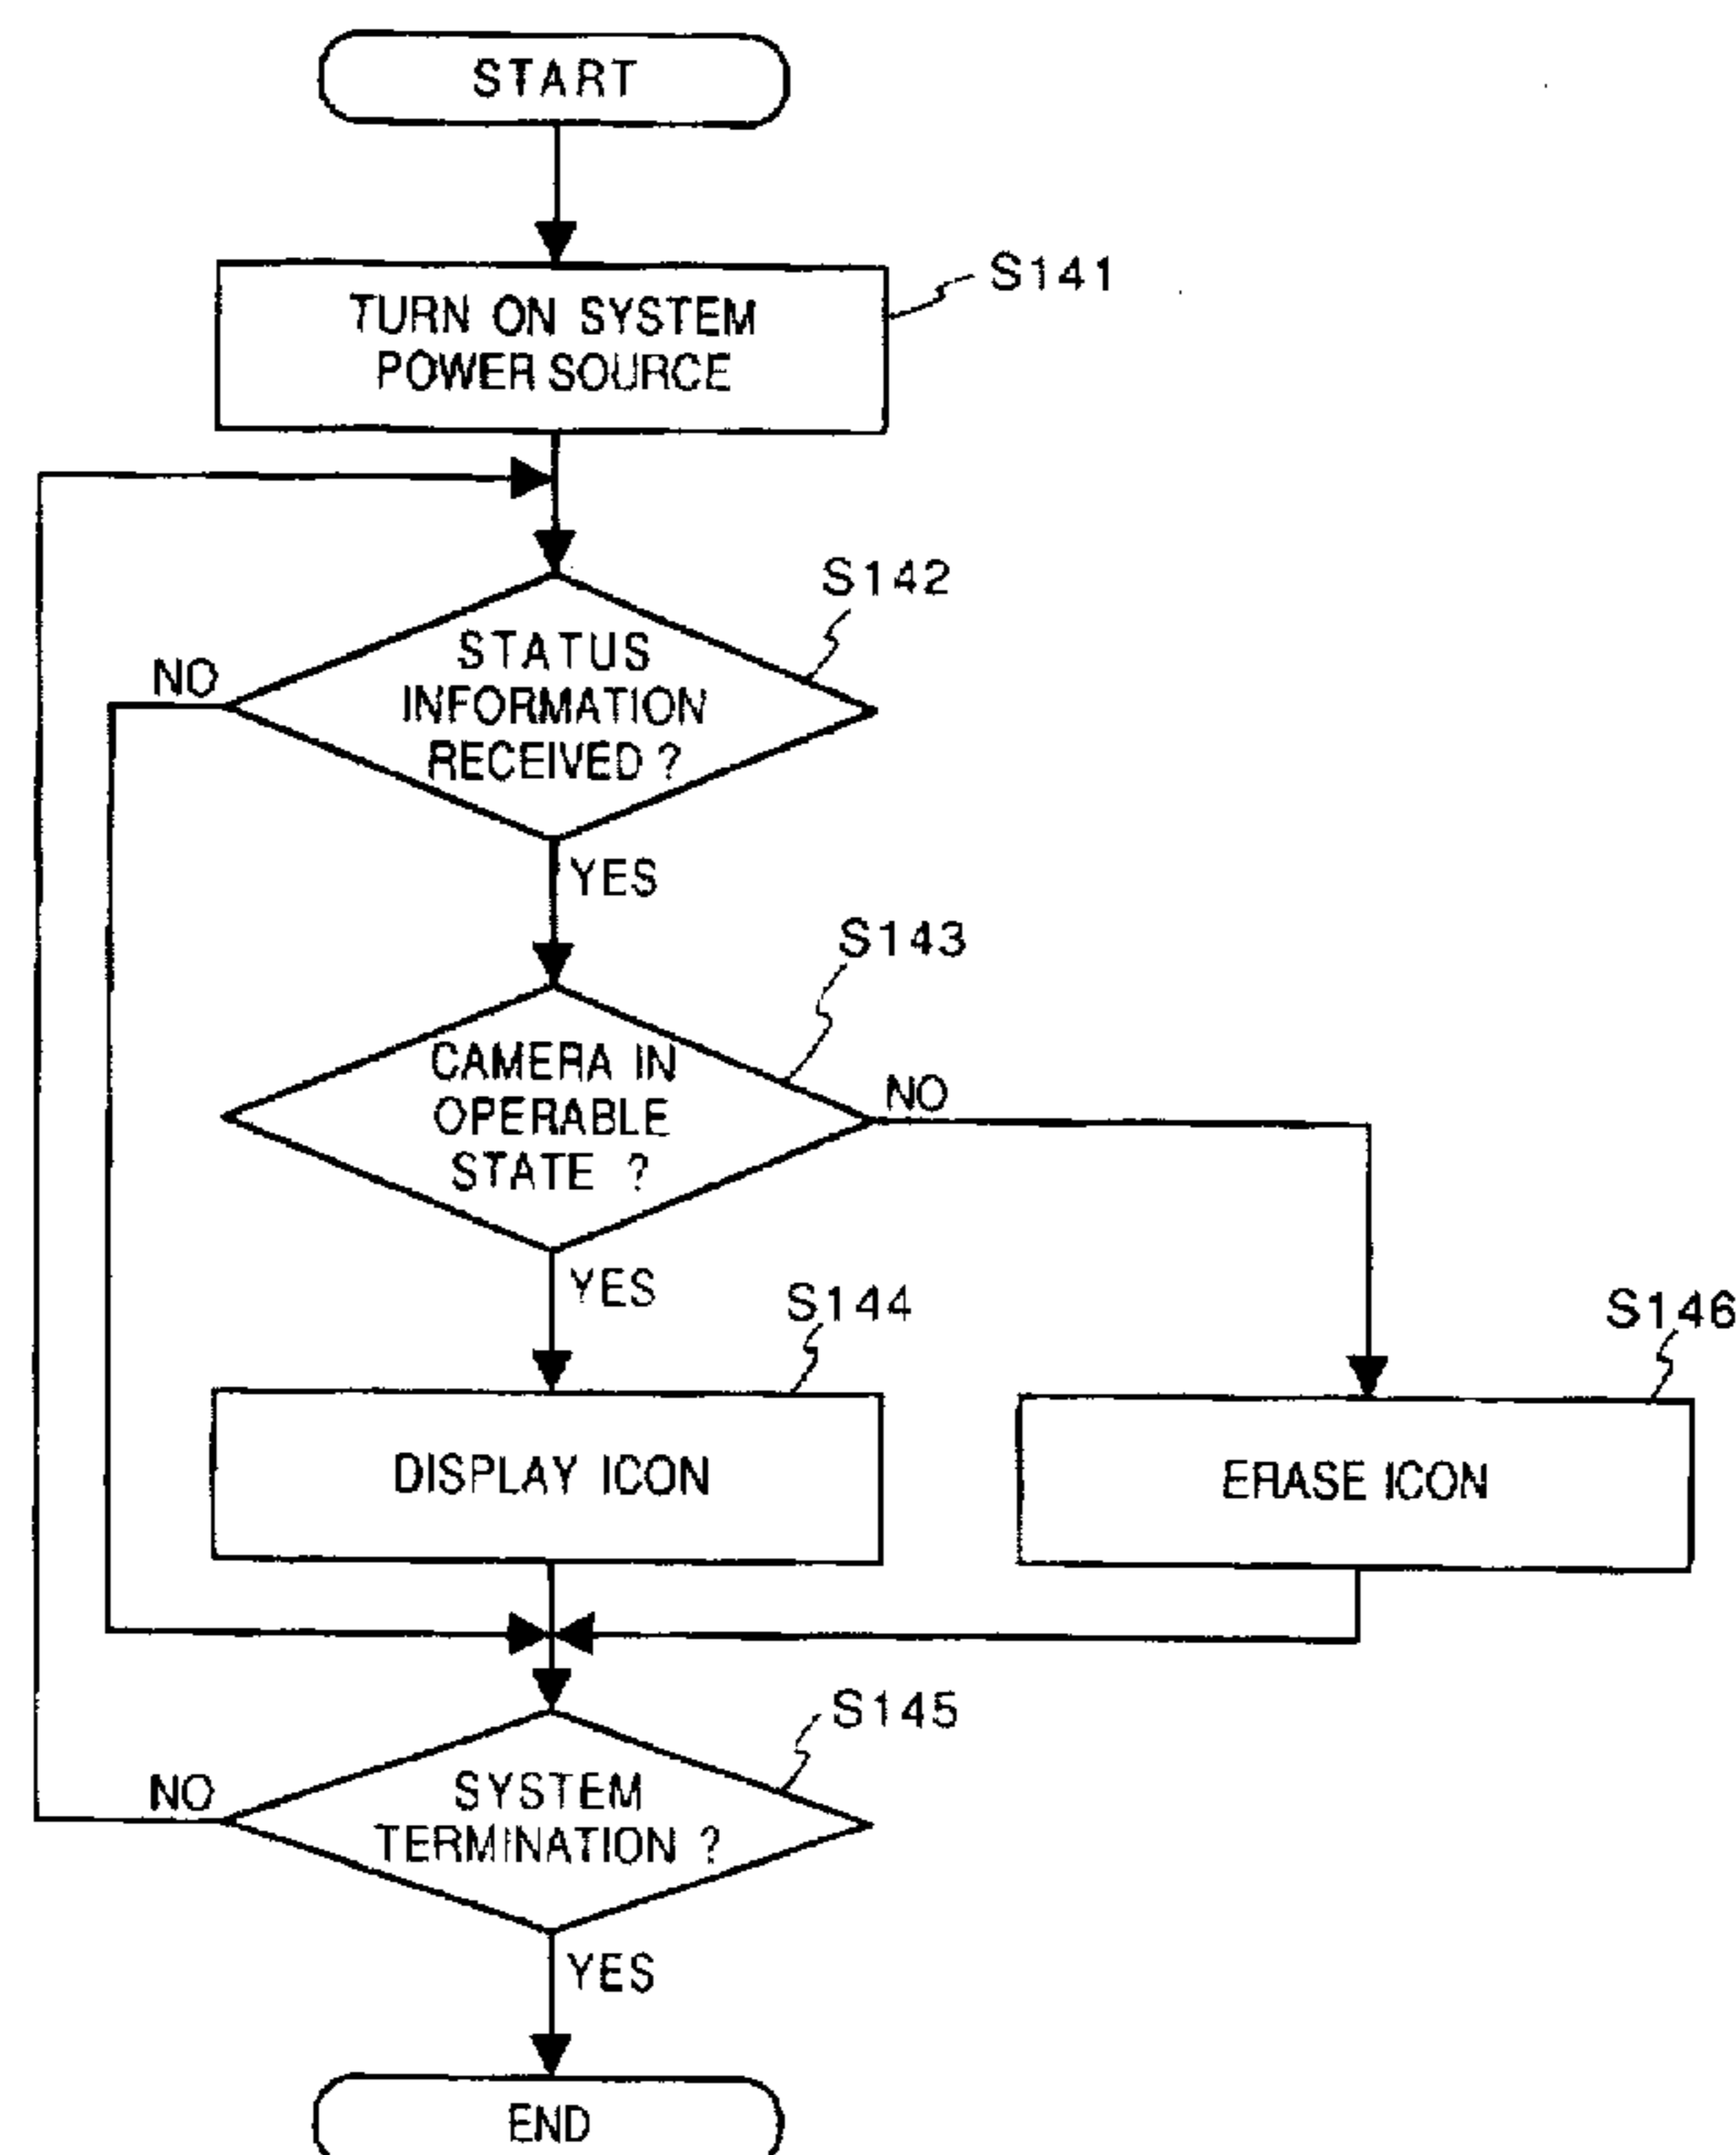 START
S141
TURN ON SYSTEM
POWER SOURCE
S142
NO
STATUS
INFORMATION
RECEIVED ?
YES
S143
CAMERA IN
OPERABLE
STATE ?
NO
YES
S144
S146
DISPLAY ICON
ERASE ICON
S145
NO
SYSTEM
TERMINATION ?
YES
END